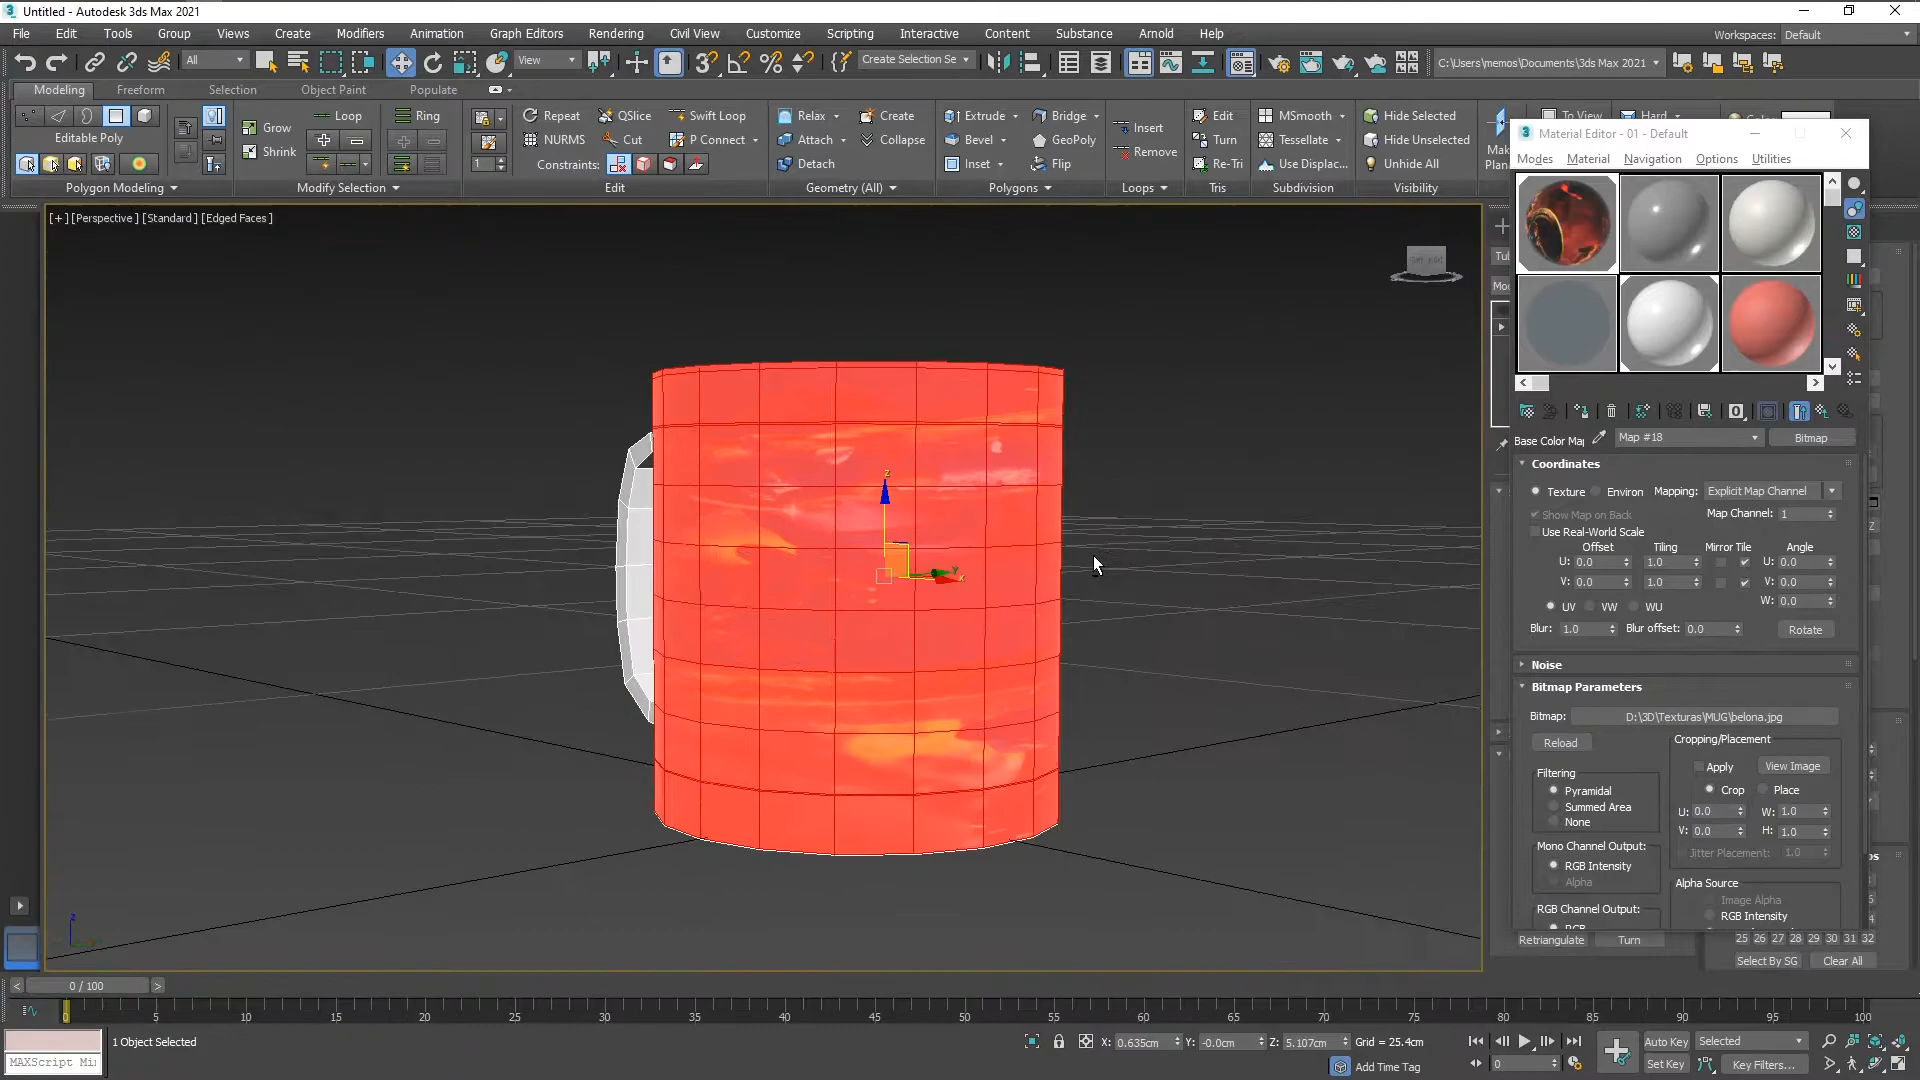 Untitled - Autodesk 3ds Max 2021
File Edit Tools Group Views Create Modifiers Animation Graph Editors Rendering Civil View Customize Scripting Interactive Content Substance Arnold Help
Workspaces: Default
All View Create Selection Se C:\Users\memos\Documents\3ds Max 2021
Modeling Freeform Selection Object Paint Populate
Loop Ring Repeat QSlice Swift Loop Relax Create Extrude Bridge Insert Edit MSmooth Hide Selected To View Hard
Grow NURMS Cut P Connect Attach Collapse Bevel GeoPoly Remove Turn Tessellate Hide Unselected
Editable Poly
Shrink 1 Constraints: Detach Inset Flip Re-Tri Use Displac... Unhide All
Polygon Modeling Modify Selection Edit Geometry (All) Polygons Loops Tris Subdivision Visibility
Material Editor - 01 - Default
Modes Material Navigation Options Utilities
[+] [Perspective] [Standard] [Edged Faces]
z
Y
x
Base Color Map Map #18 Bitmap
Coordinates
Texture Environ Mapping: Explicit Map Channel
Show Map on Back Map Channel: 1
Use Real-World Scale
Offset Tiling Mirror Tile Angle
U: 0.0 1.0 U: 0.0
V: 0.0 1.0 V: 0.0
W: 0.0
UV VW WU
Blur: 1.0 Blur offset: 0.0 Rotate
Noise
Bitmap Parameters
Bitmap: D:\3D\Texturas\MUG\belona.jpg
Reload
Cropping/Placement
Apply View Image
Crop Place
U: 0.0 W: 1.0
V: 0.0 H: 1.0
Jitter Placement: 1.0
Filtering
Pyramidal
Summed Area
None
Mono Channel Output:
RGB Intensity
Alpha
RGB Channel Output:
RGB
Alpha Source
Image Alpha
RGB Intensity
Retriangulate Turn
25 26 27 28 29 30 31 32
Select By SG Clear All
0 / 100
0 5 10 15 20 25 30 35 40 45 50 55 60 65 70 75 80 85 90 95 100
1 Object Selected
X: 0.635cm Y: -0.0cm Z: 5.107cm Grid = 25.4cm
Auto Key Selected
MAXScript Mi
Add Time Tag
0
Set Key Key Filters...